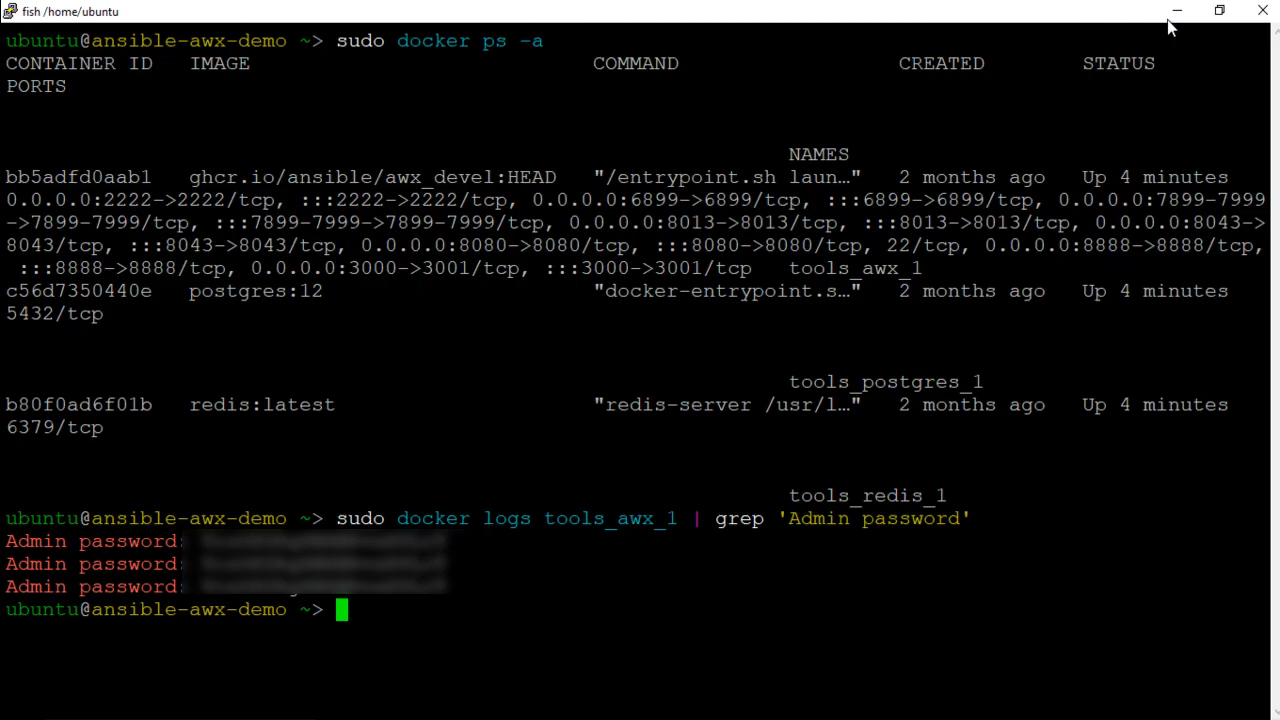 fish /home/ubuntu
ubuntu@ansible-awx-demo ~> sudo docker ps -a
CONTAINER ID   IMAGE                            COMMAND                  CREATED        STATUS
PORTS
NAMES
bb5adfd0aab1   ghcr.io/ansible/awx_devel:HEAD   "/entrypoint.sh laun…"   2 months ago   Up 4 minutes
0.0.0.0:2222->2222/tcp, :::2222->2222/tcp, 0.0.0.0:6899->6899/tcp, :::6899->6899/tcp, 0.0.0.0:7899-7999
->7899-7999/tcp, :::7899-7999->7899-7999/tcp, 0.0.0.0:8013->8013/tcp, :::8013->8013/tcp, 0.0.0.0:8043->
8043/tcp, :::8043->8043/tcp, 0.0.0.0:8080->8080/tcp, :::8080->8080/tcp, 22/tcp, 0.0.0.0:8888->8888/tcp,
:::8888->8888/tcp, 0.0.0.0:3000->3001/tcp, :::3000->3001/tcp   tools_awx_1
c56d7350440e   postgres:12                      "docker-entrypoint.s…"   2 months ago   Up 4 minutes
5432/tcp
tools_postgres_1
b80f0ad6f01b   redis:latest                     "redis-server /usr/l…"   2 months ago   Up 4 minutes
6379/tcp
tools_redis_1
ubuntu@ansible-awx-demo ~> sudo docker logs tools_awx_1 | grep 'Admin password'
Admin password:
Admin password:
Admin password:
ubuntu@ansible-awx-demo ~>